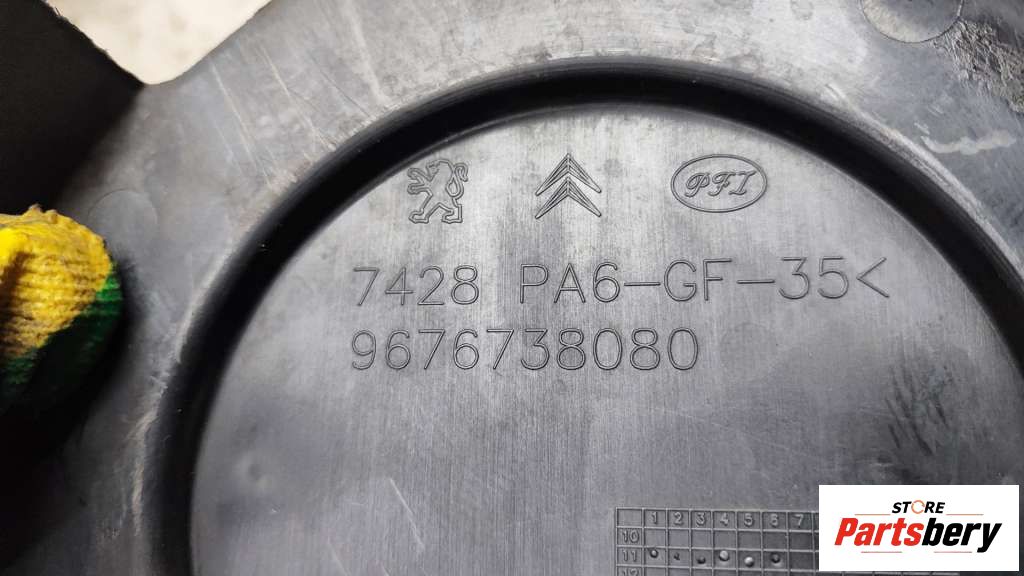 PFI
7428 PA6-GF-35<
9676738080
1 2 3 4 5 6 7
10
11
STORE
Partsbery